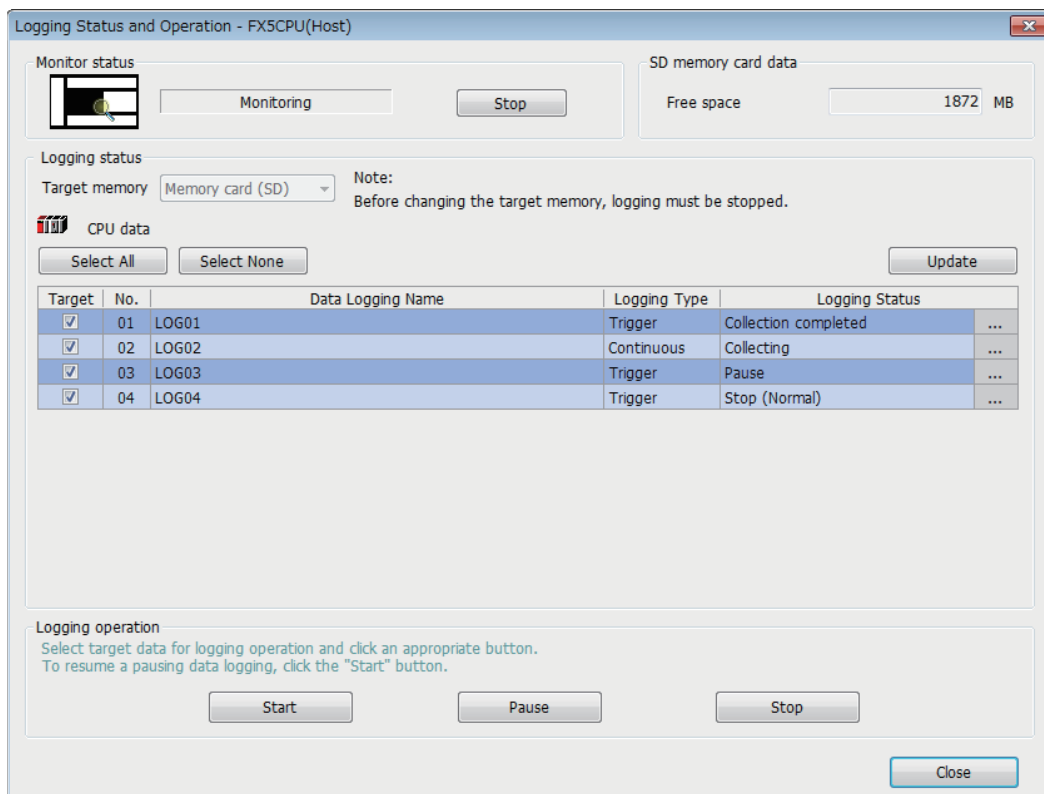 Logging Status and Operation - FX5CPU(Host)
Monitor status
Monitoring
Stop
SD memory card data
Free space 1872 MB
Logging status
Target memory Memory card (SD)
Note:
Before changing the target memory, logging must be stopped.
CPU data
Select All Select None Update
Target No. Data Logging Name Logging Type Logging Status
01 LOG01 Trigger Collection completed ...
02 LOG02 Continuous Collecting ...
03 LOG03 Trigger Pause ...
04 LOG04 Trigger Stop (Normal) ...
Logging operation
Select target data for logging operation and click an appropriate button.
To resume a pausing data logging, click the "Start" button.
Start Pause Stop
Close